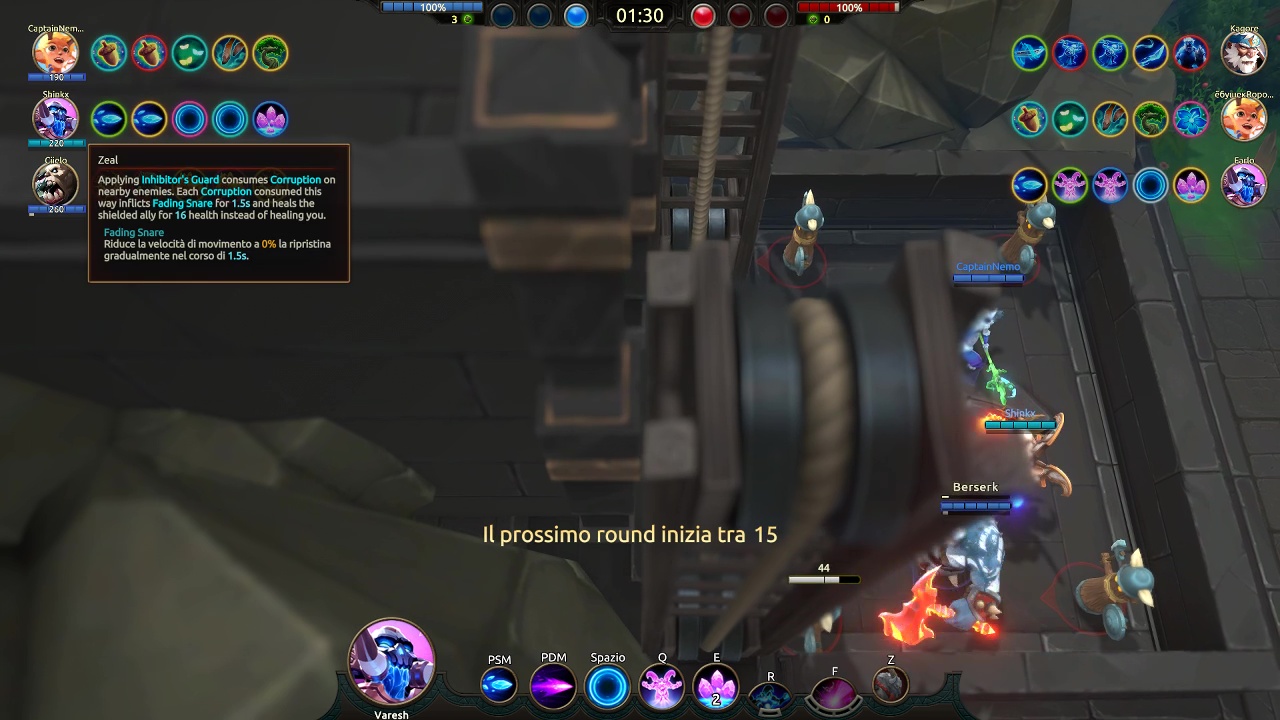 100%
3
01:30
100%
0
CaptainNem...
190
Shinkx
220
Ciielo
260
Kagore
Eado
Zeal
Applying Inhibitor's Guard consumes Corruption on
nearby enemies. Each Corruption consumed this
way inflicts Fading Snare for 1.5s and heals the
shielded ally for 16 health instead of healing you.
Fading Snare
Riduce la velocità di movimento a 0% la ripristina
gradualmente nel corso di 1.5s.
CaptainNemo
Shinkx
Berserk
Il prossimo round inizia tra 15
44
PSM
PDM
Spazio
Q
E
R
F
Z
2
Varesh